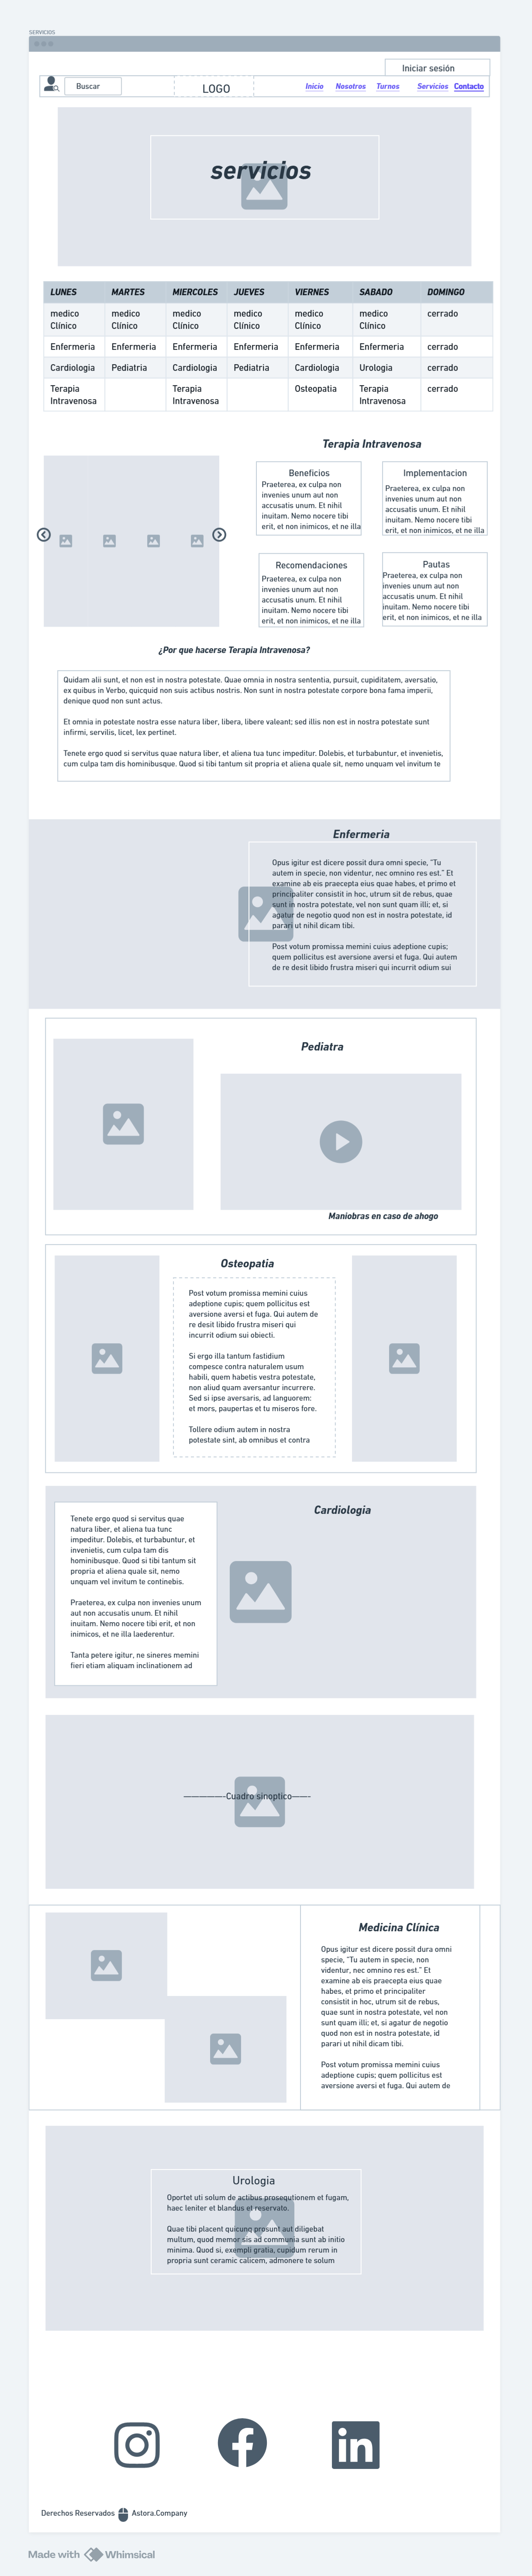 SERVICIOS
Iniciar sesión
Buscar
LOGO
Inicio Nosotros Turnos Servicios Contacto
servicios
LUNES MARTES MIERCOLES JUEVES VIERNES SABADO DOMINGO
medico medico medico medico medico medico cerrado
Clínico Clínico Clínico Clínico Clínico Clínico
Enfermeria Enfermeria Enfermeria Enfermeria Enfermeria Enfermeria cerrado
Cardiologia Pediatria Cardiologia Pediatria Cardiologia Urologia cerrado
Terapia Terapia Osteopatia Terapia cerrado
Intravenosa Intravenosa Intravenosa
Terapia Intravenosa
Beneficios
Praeterea, ex culpa non
invenies unum aut non
accusatis unum. Et nihil
inuitam. Nemo nocere tibi
erit, et non inimicos, et ne illa
Implementacion
Praeterea, ex culpa non
invenies unum aut non
accusatis unum. Et nihil
inuitam. Nemo nocere tibi
erit, et non inimicos, et ne illa
Recomendaciones
Praeterea, ex culpa non
invenies unum aut non
accusatis unum. Et nihil
inuitam. Nemo nocere tibi
erit, et non inimicos, et ne illa
Pautas
Praeterea, ex culpa non
invenies unum aut non
accusatis unum. Et nihil
inuitam. Nemo nocere tibi
erit, et non inimicos, et ne illa
¿Por que hacerse Terapia Intravenosa?
Quidam alii sunt, et non est in nostra potestate. Quae omnia in nostra sententia, pursuit, cupiditatem, aversatio,
ex quibus in Verbo, quicquid non suis actibus nostris. Non sunt in nostra potestate corpore bona fama imperii,
denique quod non sunt actus.
Et omnia in potestate nostra esse natura liber, libera, libere valeant; sed illis non est in nostra potestate sunt
infirmi, servilis, licet, lex pertinet.
Tenete ergo quod si servitus quae natura liber, et aliena tua tunc impeditur. Dolebis, et turbabuntur, et invenietis,
cum culpa tam dis hominibusque. Quod si tibi tantum sit propria et aliena quale sit, nemo unquam vel invitum te
Enfermeria
Opus igitur est dicere possit dura omni specie, "Tu
autem in specie, non videntur, nec omnino res est." Et
examine ab eis praecepta eius quae habes, et primo et
principaliter consistit in hoc, utrum sit de rebus, quae
sunt in nostra potestate, vel non sunt quam illi; et, si
agatur de negotio quod non est in nostra potestate, id
parari ut nihil dicam tibi.
Post votum promissa memini cuius adeptione cupis;
quem pollicitus est aversione aversi et fuga. Qui autem
de re desit libido frustra miseri qui incurrit odium sui
Pediatra
Maniobras en caso de ahogo
Osteopatia
Post votum promissa memini cuius
adeptione cupis; quem pollicitus est
aversione aversi et fuga. Qui autem de
re desit libido frustra miseri qui
incurrit odium sui obiecti.
Si ergo illa tantum fastidium
compesce contra naturalem usum
habili, quem habetis vestra potestate,
non aliud quam aversantur incurrere.
Sed si ipse aversaris, ad languorem;
et mors, paupertas et tu miseros fore.
Tollere odium autem in nostra
potestate sint, ab omnibus et contra
Cardiologia
Tenete ergo quod si servitus quae
natura liber, et aliena tua tunc
impeditur. Dolebis, et turbabuntur, et
invenietis, cum culpa tam dis
hominibusque. Quod si tibi tantum sit
propria et aliena quale sit, nemo
unquam vel invitum te continebis.
Praeterea, ex culpa non invenies unum
aut non accusatis unum. Et nihil
inuitam. Nemo nocere tibi erit, et non
inimicos, et ne illa laederentur.
Tanta petere igitur, ne sineres memini
fieri etiam aliquam inclinationem ad
——————-Cuadro sinoptico——-
Medicina Clínica
Opus igitur est dicere possit dura omni
specie, "Tu autem in specie, non
videntur, nec omnino res est." Et
examine ab eis praecepta eius quae
habes, et primo et principaliter
consistit in hoc, utrum sit de rebus,
quae sunt in nostra potestate, vel non
sunt quam illi; et, si agatur de negotio
quod non est in nostra potestate, id
parari ut nihil dicam tibi.
Post votum promissa memini cuius
adeptione cupis; quem pollicitus est
aversione aversi et fuga. Qui autem de
Urologia
Oportet uti solum de actibus prosequtionem et fugam,
haec leniter et blandus et reservato.
Quae tibi placent quicunq prosunt aut diligebat
multum, quod memor sis ad communia sunt ab initio
minima. Quod si, exempli gratia, cupidum rerum in
propria sunt ceramic calicem, admonere te solum
Derechos Reservados Astora.Company
Made with Whimsical